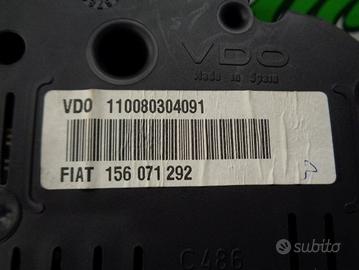 VDO
Made in Spain
VDO 110080304091
FIAT 156 071 292
C486
subito